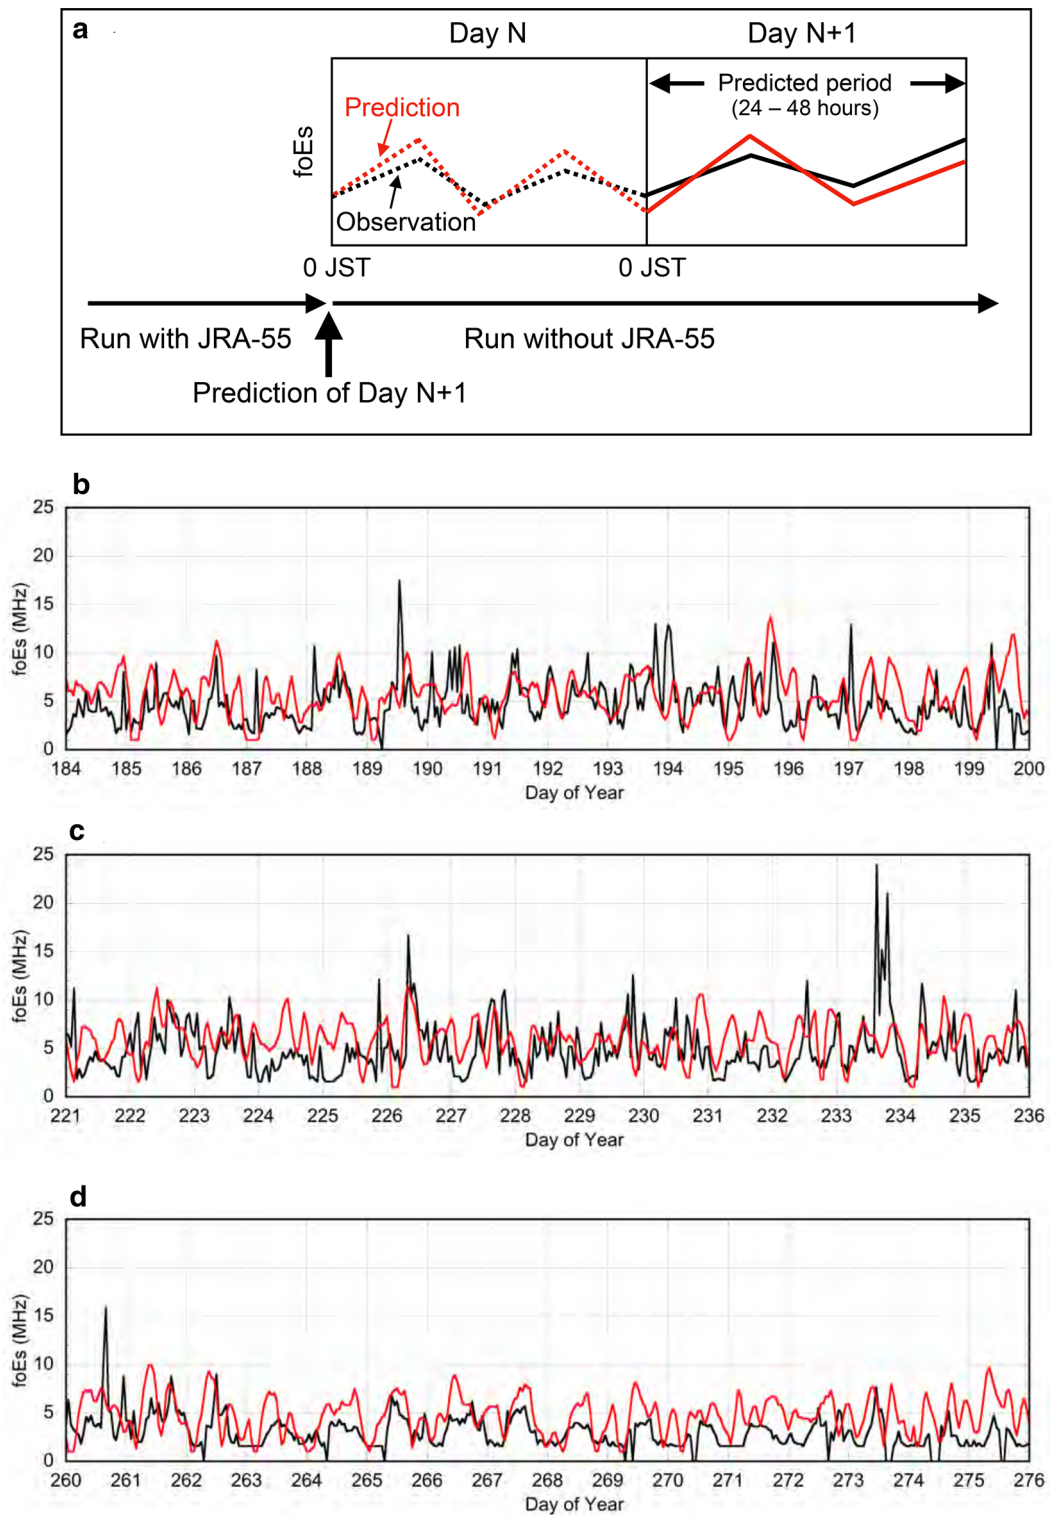 a
Day N
Day N+1
Predicted period
(24 – 48 hours)
Prediction
foEs
Observation
0 JST
0 JST
Run with JRA-55
Run without JRA-55
Prediction of Day N+1
b
25
20
15
10
5
0
foEs (MHz)
184 185 186 187 188 189 190 191 192 193 194 195 196 197 198 199 200
Day of Year
c
25
20
15
10
5
0
foEs (MHz)
221 222 223 224 225 226 227 228 229 230 231 232 233 234 235 236
Day of Year
d
25
20
15
10
5
0
foEs (MHz)
260 261 262 263 264 265 266 267 268 269 270 271 272 273 274 275 276
Day of Year